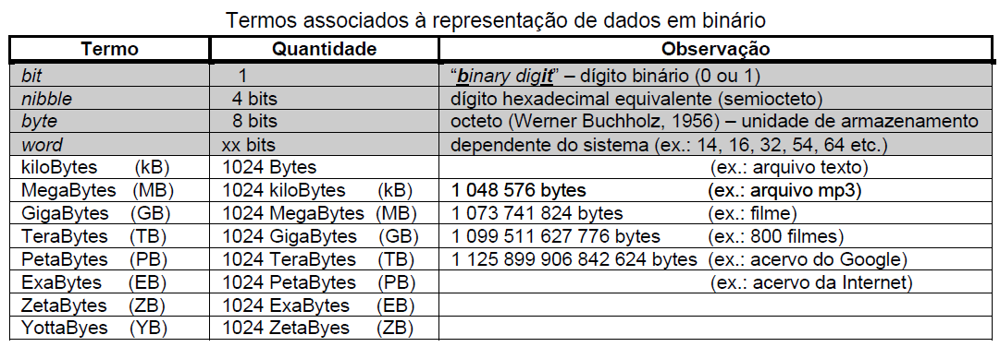 Termos associados à representação de dados em binário
Termo Quantidade Observação
bit 1 “binary digit” – dígito binário (0 ou 1)
nibble 4 bits dígito hexadecimal equivalente (semiocteto)
byte 8 bits octeto (Werner Buchholz, 1956) – unidade de armazenamento
word xx bits dependente do sistema (ex.: 14, 16, 32, 54, 64 etc.)
kiloBytes (kB) 1024 Bytes (ex.: arquivo texto)
MegaBytes (MB) 1024 kiloBytes (kB) 1 048 576 bytes (ex.: arquivo mp3)
GigaBytes (GB) 1024 MegaBytes (MB) 1 073 741 824 bytes (ex.: filme)
TeraBytes (TB) 1024 GigaBytes (GB) 1 099 511 627 776 bytes (ex.: 800 filmes)
PetaBytes (PB) 1024 TeraBytes (TB) 1 125 899 906 842 624 bytes (ex.: acervo do Google)
ExaBytes (EB) 1024 PetaBytes (PB) (ex.: acervo da Internet)
ZetaBytes (ZB) 1024 ExaBytes (EB)
YottaByes (YB) 1024 ZetaByes (ZB)